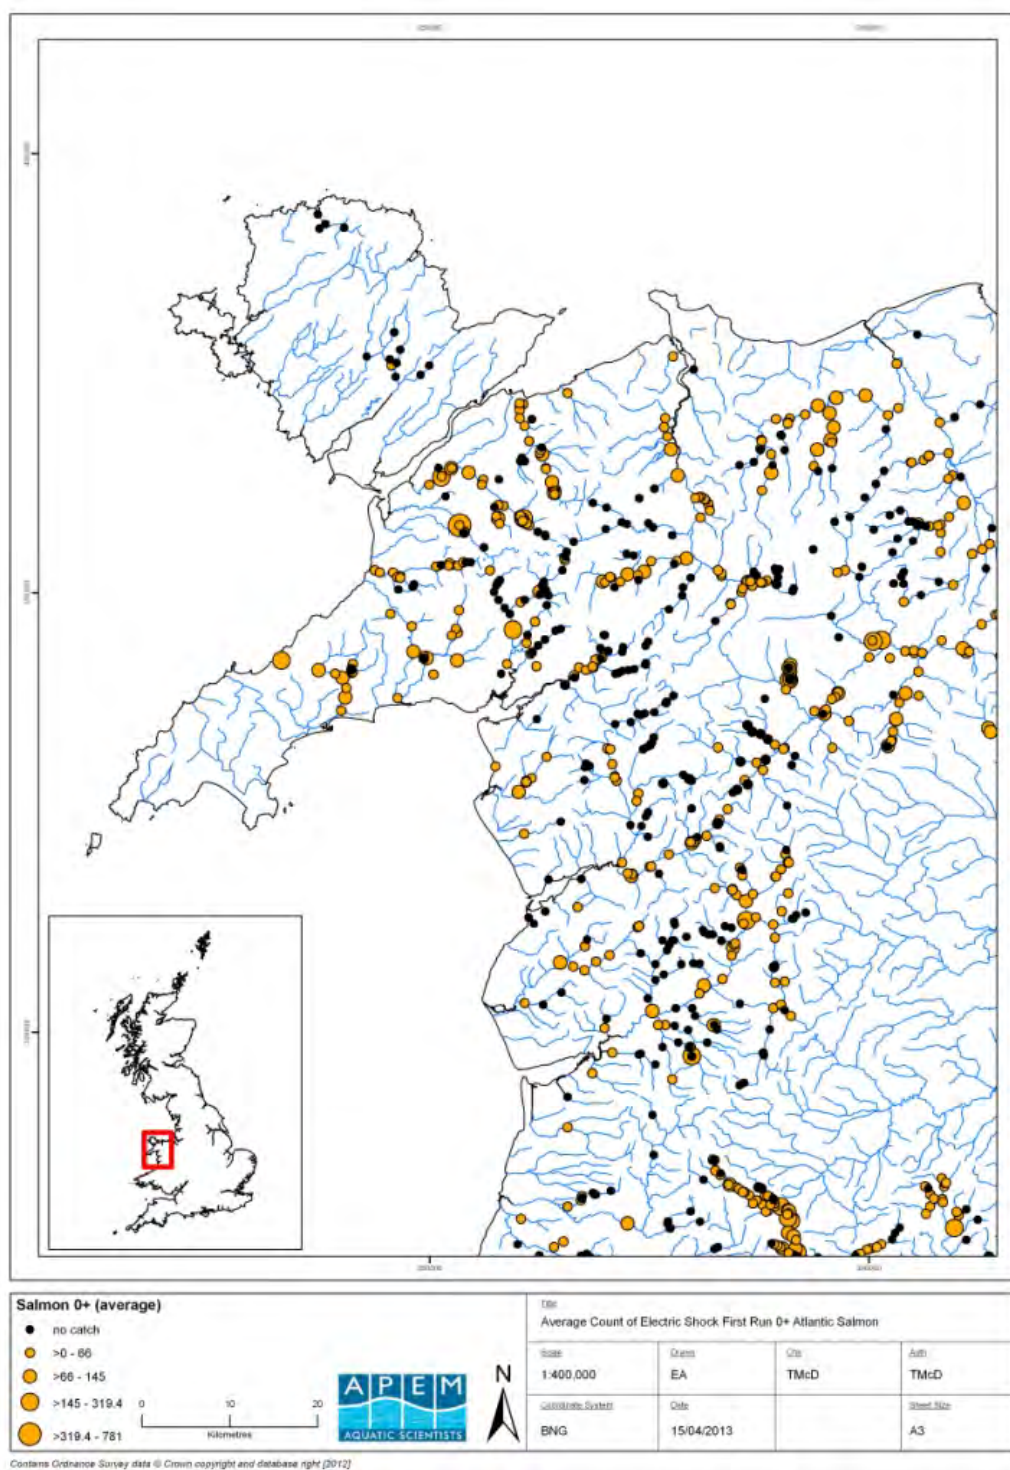 Salmon 0+ (average)
no catch
>0 - 66
>66 - 145
>145 - 319.4
>319.4 - 781
0 10 20
Kilometres
APEM
AQUATIC SCIENTISTS
N
Title
Average Count of Electric Shock First Run 0+ Atlantic Salmon
Scale
1:400,000
Drawn
EA
Chk
TMcD
Auth
TMcD
Coordinate System
BNG
Date
15/04/2013
Sheet Size
A3
Contains Ordnance Survey data © Crown copyright and database right [2012]